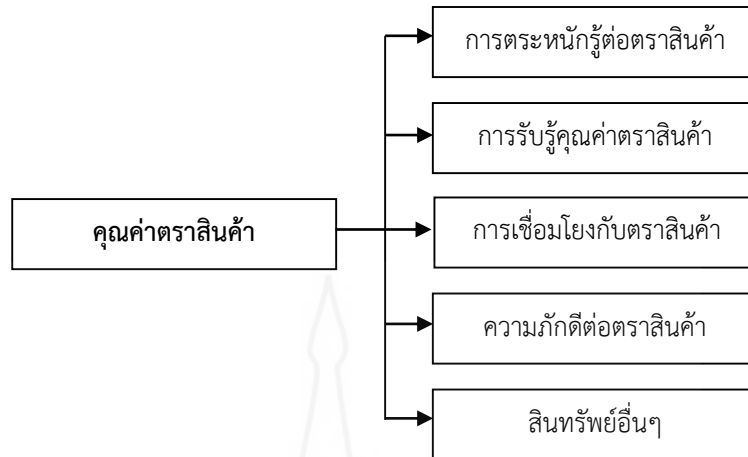 การตระหนักรู้ต่อตราสินค้า
การรับรู้คุณค่าตราสินค้า
คุณค่าตราสินค้า
การเชื่อมโยงกับตราสินค้า
ความภักดีต่อตราสินค้า
สินทรัพย์อื่นๆ